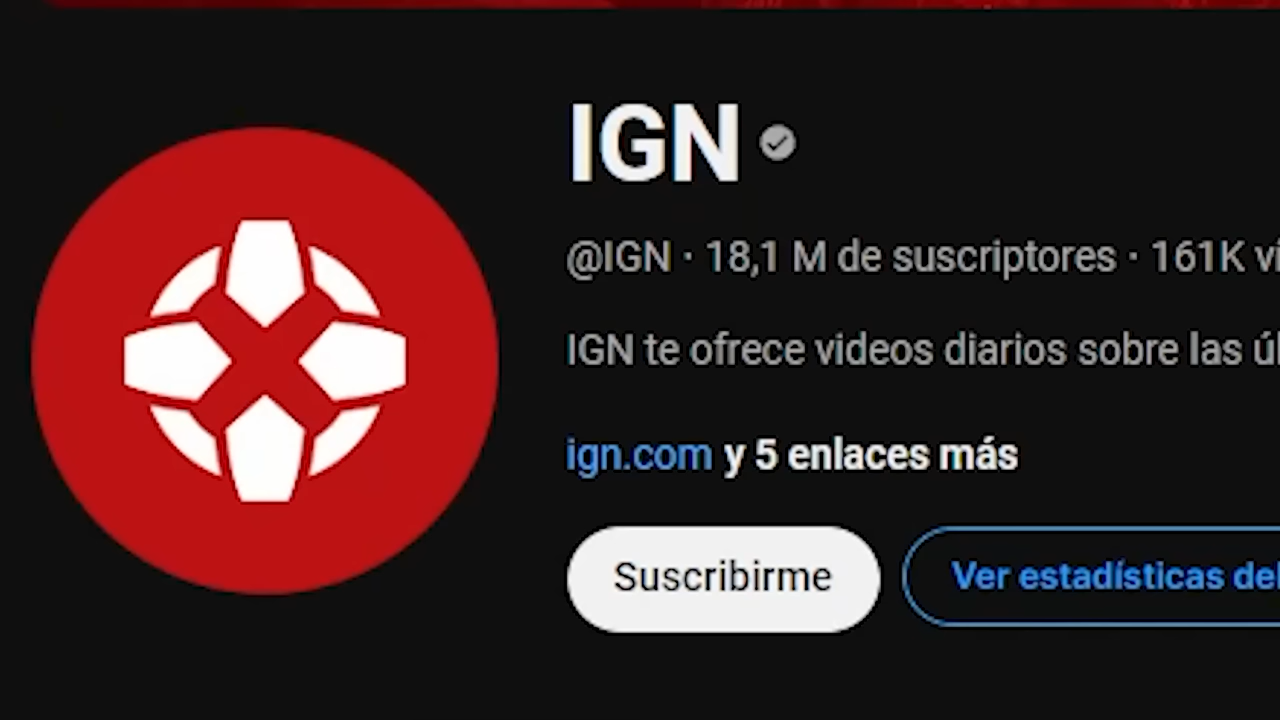 IGN
@IGN · 18,1 M de suscriptores · 161K
IGN te ofrece videos diarios sobre las
ign.com y 5 enlaces más
Suscribirme
Ver estadísticas del